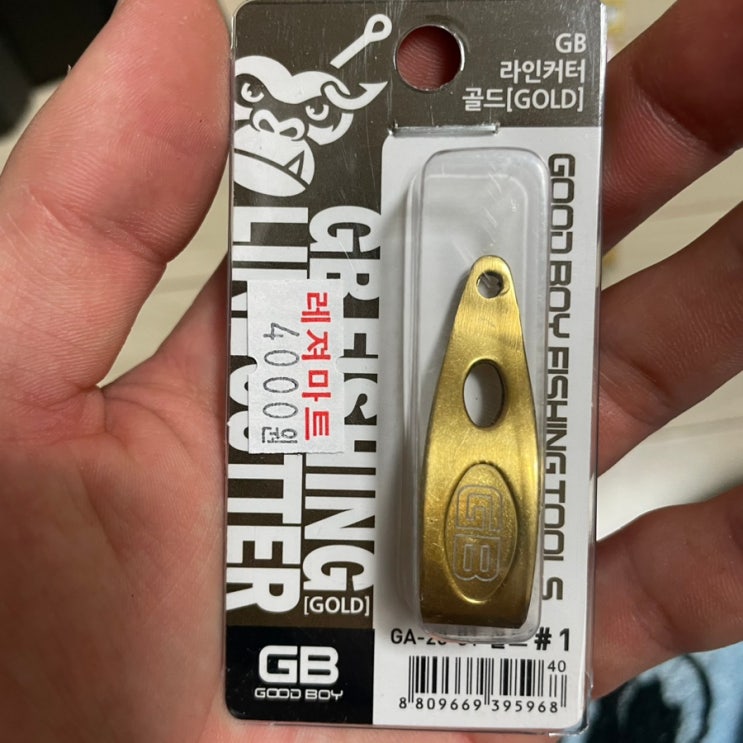 GB
라인커터
골드[GOLD]
GOOD BOY FISHING TOOLS
GB FISHING
LINE CUTTER
[GOLD]
레져마트
4000원
GB
GB
GOOD BOY
#1
40
8 809669 395968